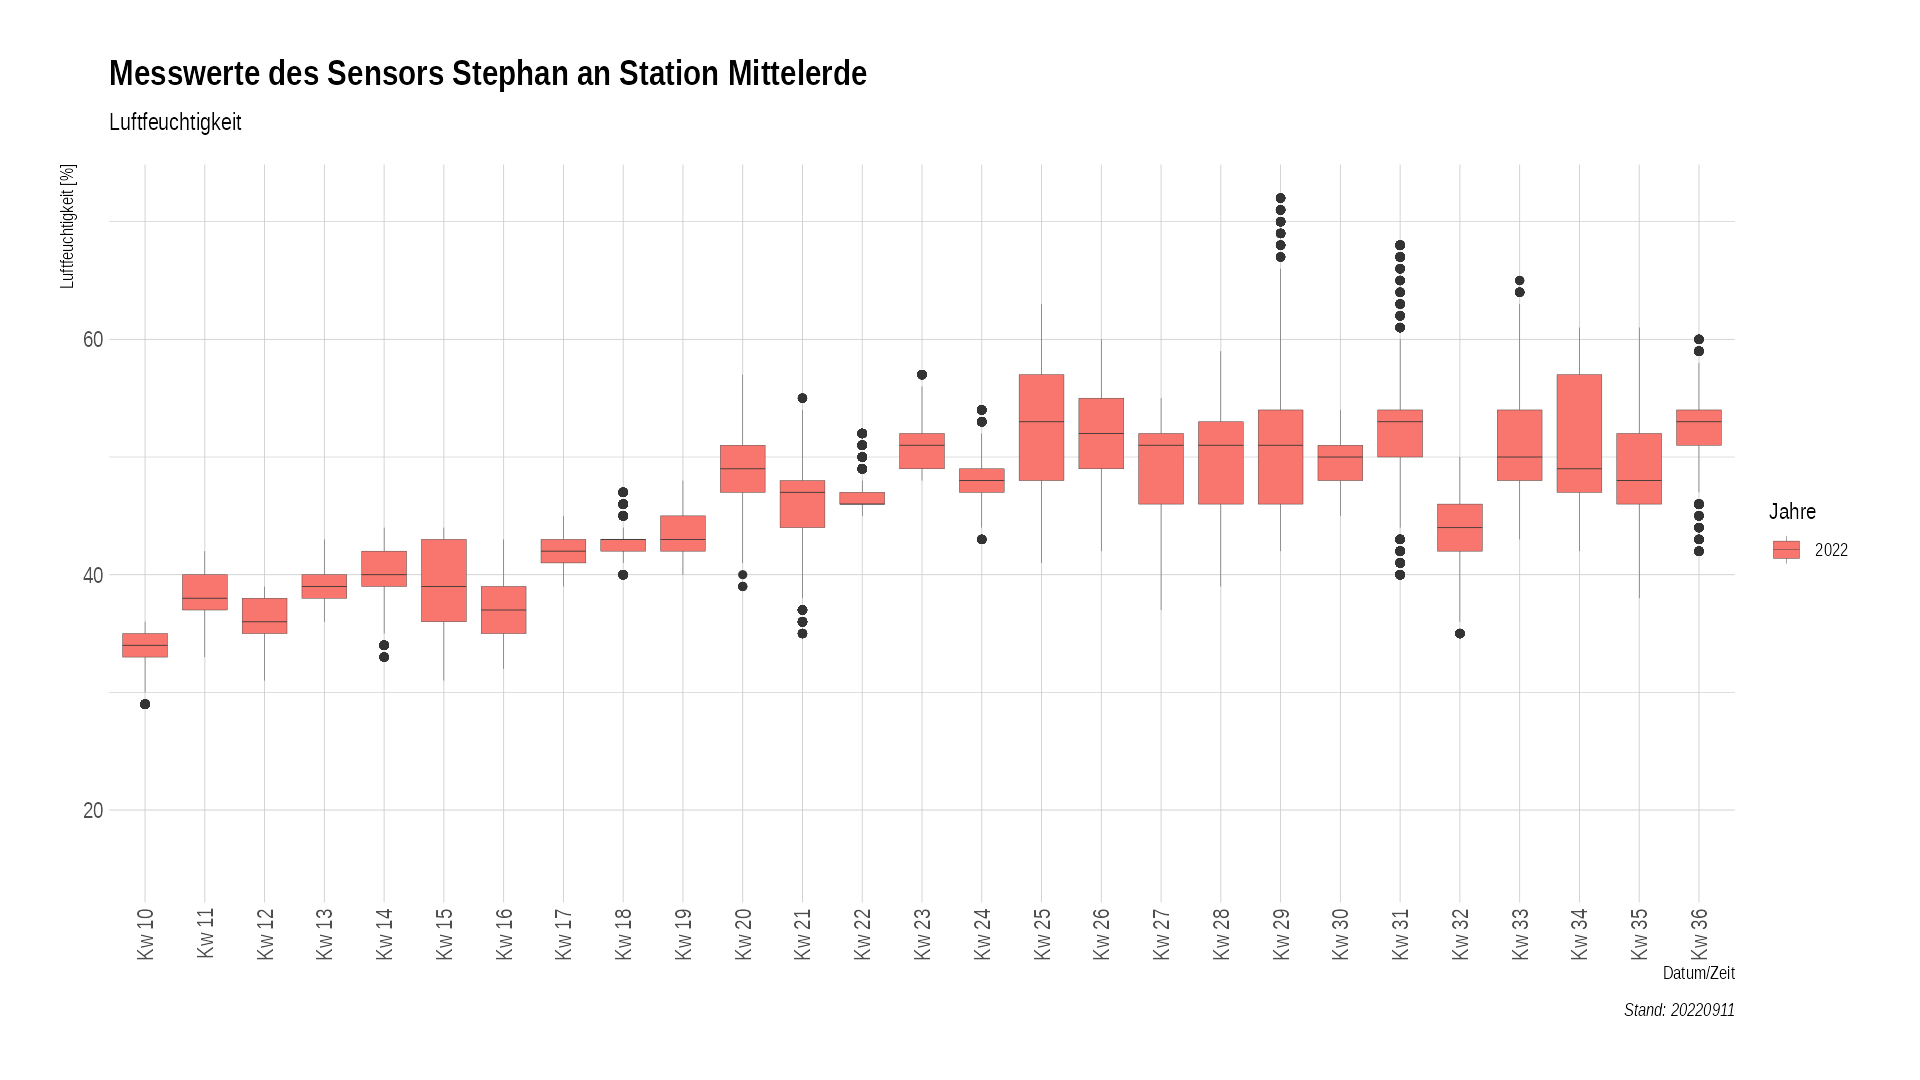 Messwerte des Sensors Stephan an Station Mittelerde
Luftfeuchtigkeit
Luftfeuchtigkeit [%]
60
40
20
Kw 10
Kw 11
Kw 12
Kw 13
Kw 14
Kw 15
Kw 16
Kw 17
Kw 18
Kw 19
Kw 20
Kw 21
Kw 22
Kw 23
Kw 24
Kw 25
Kw 26
Kw 27
Kw 28
Kw 29
Kw 30
Kw 31
Kw 32
Kw 33
Kw 34
Kw 35
Kw 36
Datum/Zeit
Jahre
2022
Stand: 20220911